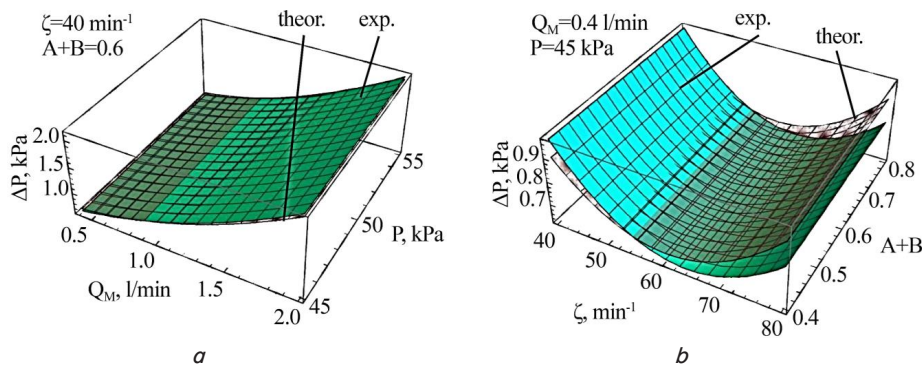 ζ=40 min⁻¹
A+B=0.6
exp.
theor.
ΔP, kPa
2.0
1.5
1.0
0.5
1.0
1.5
2.0
Q_M, l/min
45
50
55
P, kPa
a
Q_M=0.4 l/min
P=45 kPa
exp.
theor.
ΔP, kPa
0.9
0.8
0.7
40
50
60
70
80
ζ, min⁻¹
0.4
0.5
0.6
0.7
0.8
A+B
b